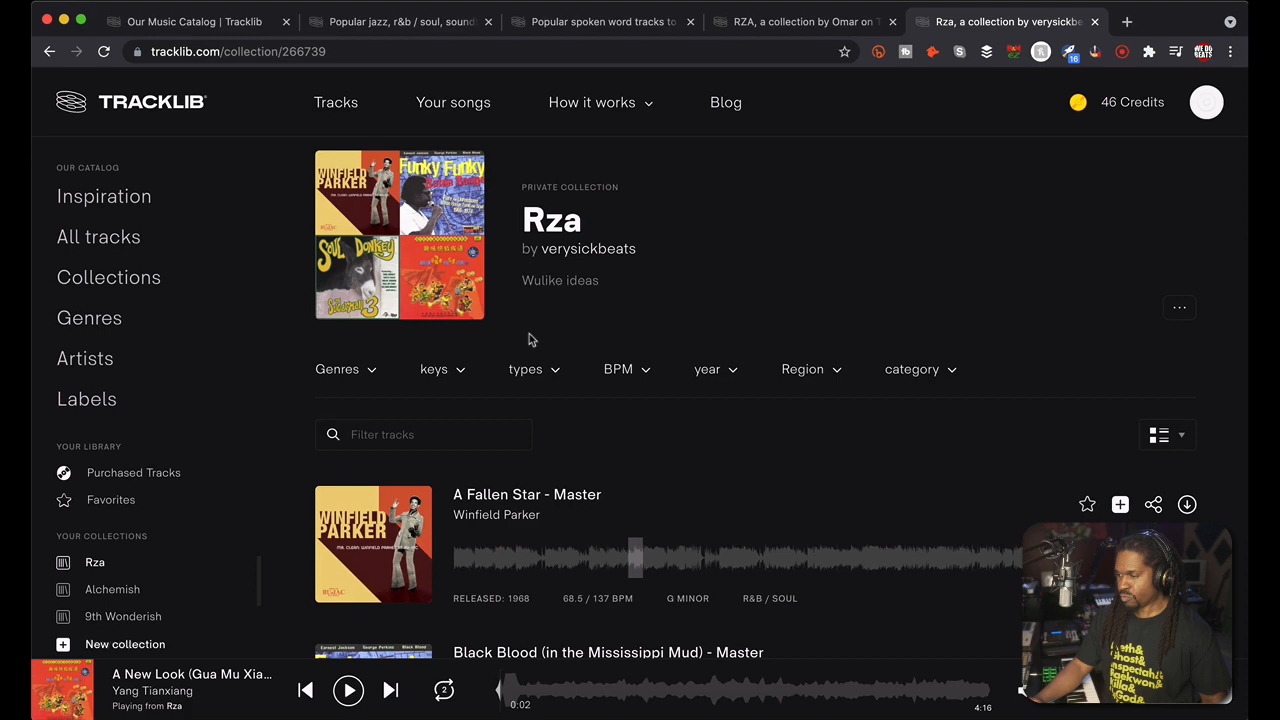 Our Music Catalog | Tracklib
Popular jazz, r&b / soul, sound
Popular spoken word tracks to
RZA, a collection by Omar on T
Rza, a collection by verysickbe
tracklib.com/collection/266739
16
TRACKLIB
Tracks
Your songs
How it works
Blog
46 Credits
OUR CATALOG
Inspiration
All tracks
Collections
Genres
Artists
Labels
YOUR LIBRARY
Purchased Tracks
Favorites
YOUR COLLECTIONS
Rza
Alchemish
9th Wonderish
New collection
WINFIELD PARKER
Funky Funky
SOUL DONKEY
3
PRIVATE COLLECTION
Rza
by verysickbeats
Wulike ideas
...
Genres
keys
types
BPM
year
Region
category
Filter tracks
WINFIELD PARKER
A Fallen Star - Master
Winfield Parker
RELEASED: 1968
68.5 / 137 BPM
G MINOR
R&B / SOUL
Black Blood (in the Mississippi Mud) - Master
A New Look (Gua Mu Xia...
Yang Tianxiang
Playing from Rza
2
0:02
4:16